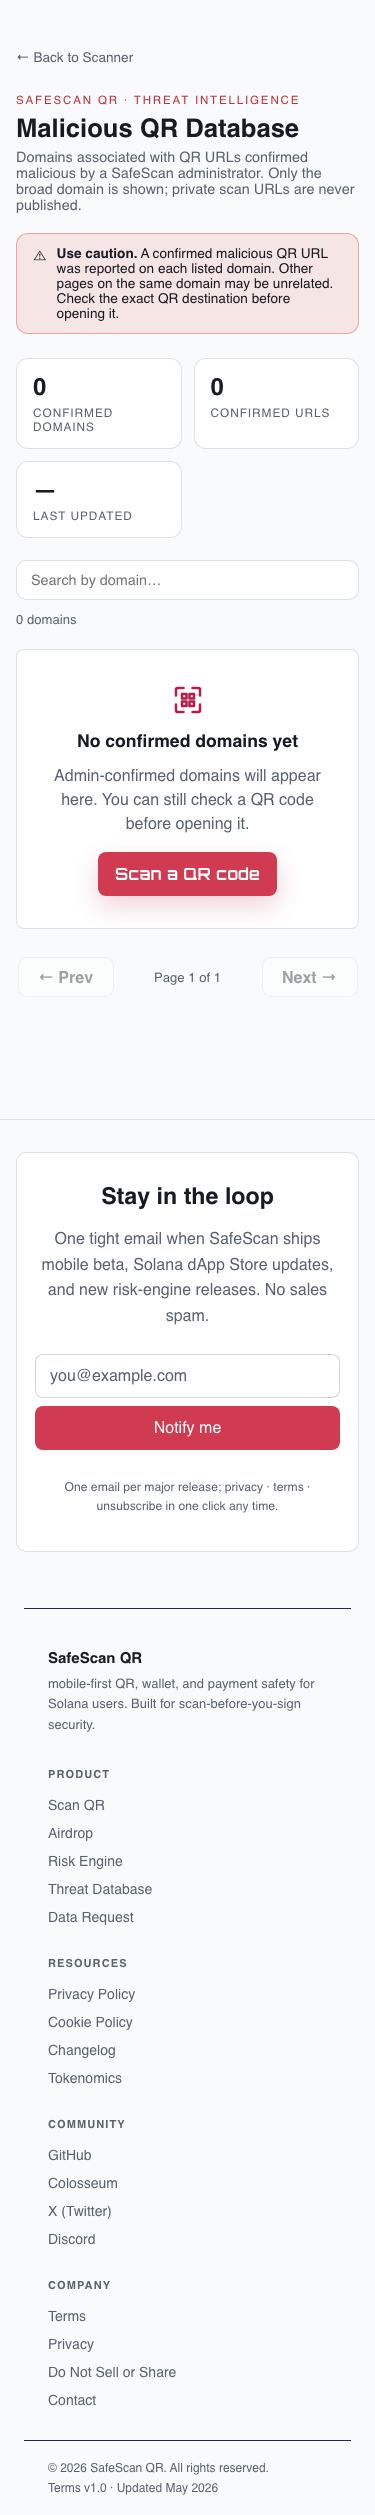 ← Back to Scanner
SAFESCAN QR · THREAT INTELLIGENCE
Malicious QR Database
Domains associated with QR URLs confirmed
malicious by a SafeScan administrator. Only the
broad domain is shown; private scan URLs are never
published.
⚠ Use caution. A confirmed malicious QR URL
was reported on each listed domain. Other
pages on the same domain may be unrelated.
Check the exact QR destination before
opening it.
0
CONFIRMED
DOMAINS
0
CONFIRMED URLS
—
LAST UPDATED
Search by domain…
0 domains
No confirmed domains yet
Admin-confirmed domains will appear
here. You can still check a QR code
before opening it.
Scan a QR code
← Prev
Page 1 of 1
Next →
Stay in the loop
One tight email when SafeScan ships
mobile beta, Solana dApp Store updates,
and new risk-engine releases. No sales
spam.
you@example.com
Notify me
One email per major release; privacy · terms ·
unsubscribe in one click any time.
SafeScan QR
mobile-first QR, wallet, and payment safety for
Solana users. Built for scan-before-you-sign
security.
PRODUCT
Scan QR
Airdrop
Risk Engine
Threat Database
Data Request
RESOURCES
Privacy Policy
Cookie Policy
Changelog
Tokenomics
COMMUNITY
GitHub
Colosseum
X (Twitter)
Discord
COMPANY
Terms
Privacy
Do Not Sell or Share
Contact
© 2026 SafeScan QR. All rights reserved.
Terms v1.0 · Updated May 2026